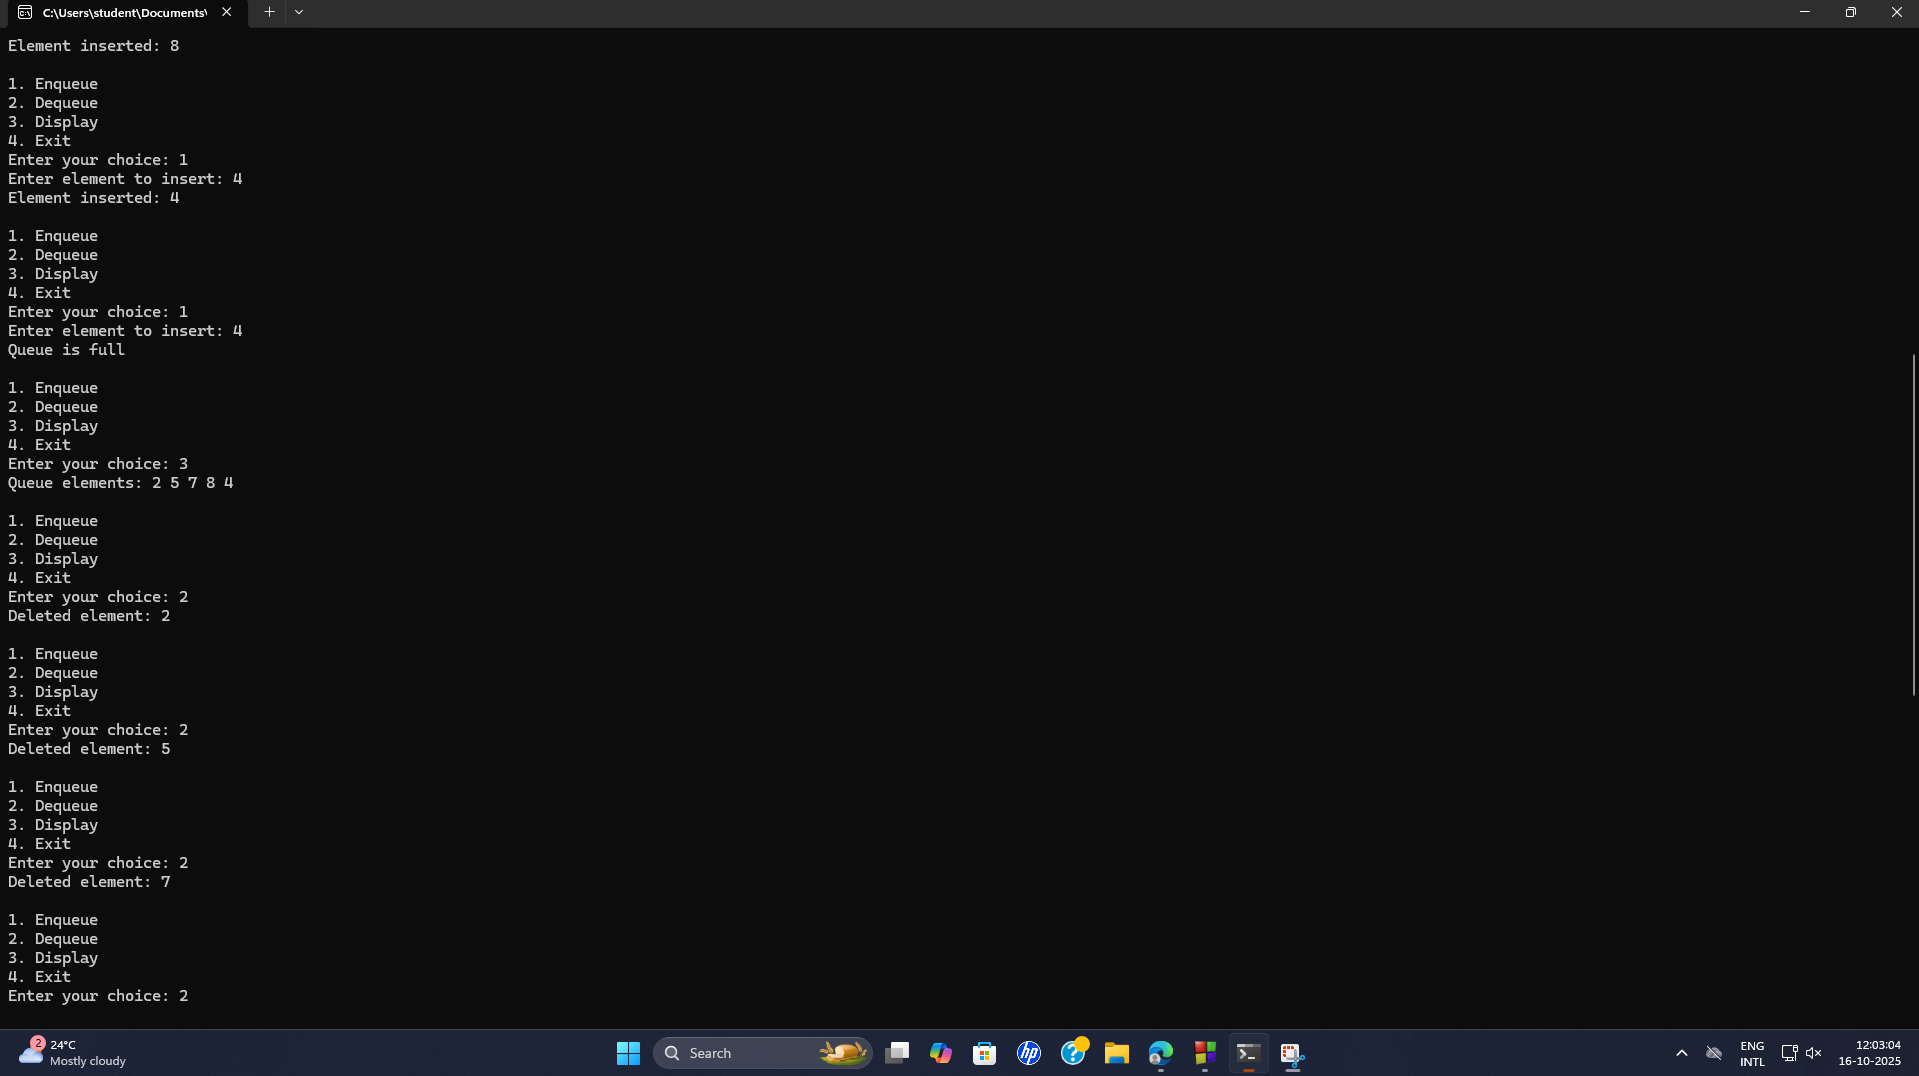 C:\Users\student\Documents\
Element inserted: 8
1. Enqueue
2. Dequeue
3. Display
4. Exit
Enter your choice: 1
Enter element to insert: 4
Element inserted: 4
1. Enqueue
2. Dequeue
3. Display
4. Exit
Enter your choice: 1
Enter element to insert: 4
Queue is full
1. Enqueue
2. Dequeue
3. Display
4. Exit
Enter your choice: 3
Queue elements: 2 5 7 8 4
1. Enqueue
2. Dequeue
3. Display
4. Exit
Enter your choice: 2
Deleted element: 2
1. Enqueue
2. Dequeue
3. Display
4. Exit
Enter your choice: 2
Deleted element: 5
1. Enqueue
2. Dequeue
3. Display
4. Exit
Enter your choice: 2
Deleted element: 7
1. Enqueue
2. Dequeue
3. Display
4. Exit
Enter your choice: 2
2
24°C
Mostly cloudy
Search
hp
ENG
INTL
12:03:04
16-10-2025